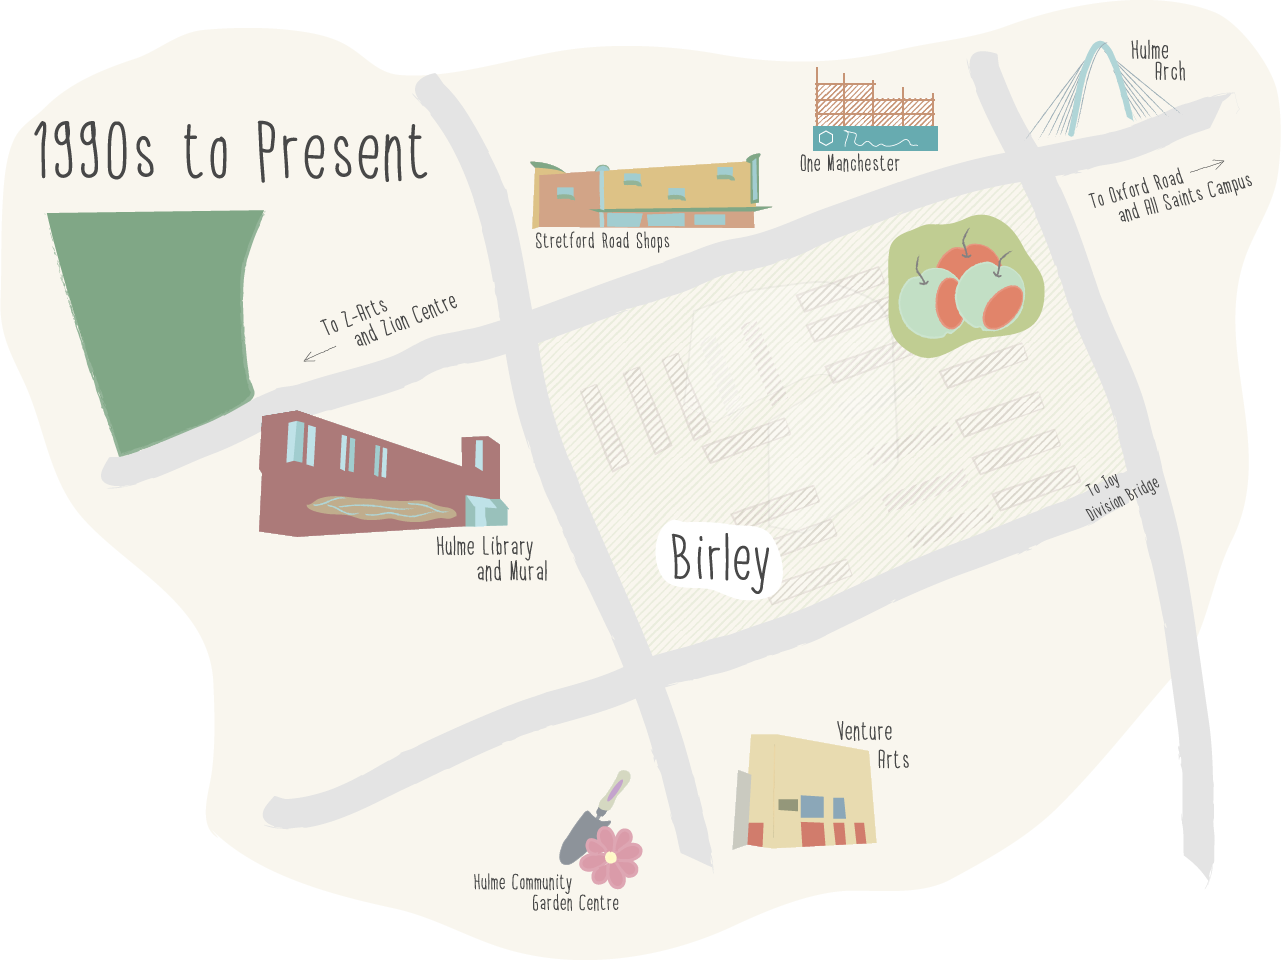 1990s to Present
Hulme
Arch
One Manchester
To Oxford Road
and All Saints Campus
Stretford Road Shops
To Z-Arts
and Zion Centre
Hulme Library
and Mural
To Joy
Division Bridge
Birley
Venture
Arts
Hulme Community
Garden Centre